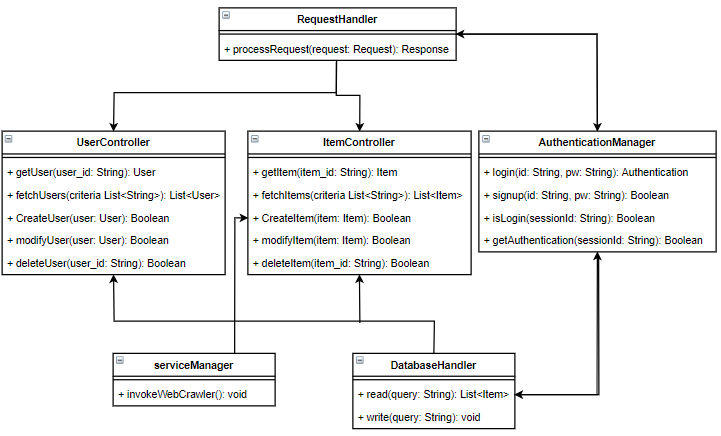 RequestHandler
+ processRequest(request: Request): Response
UserController
+ getUser(user_id: String): User
+ fetchUsers(criteria List<String>): List<User>
+ CreateUser(user: User): Boolean
+ modifyUser(user: User): Boolean
+ deleteUser(user_id: String): Boolean
ItemController
+ getItem(item_id: String): Item
+ fetchItems(criteria List<String>): List<Item>
+ CreateItem(item: Item): Boolean
+ modifyItem(item: Item): Boolean
+ deleteItem(item_id: String): Boolean
AuthenticationManager
+ login(id: String, pw: String): Authentication
+ signup(id: String, pw: String): Boolean
+ isLogin(sessionId: String): Boolean
+ getAuthentication(sessionId: String): Boolean
serviceManager
+ invokeWebCrawler(): void
DatabaseHandler
+ read(query: String): List<Item>
+ write(query: String): void